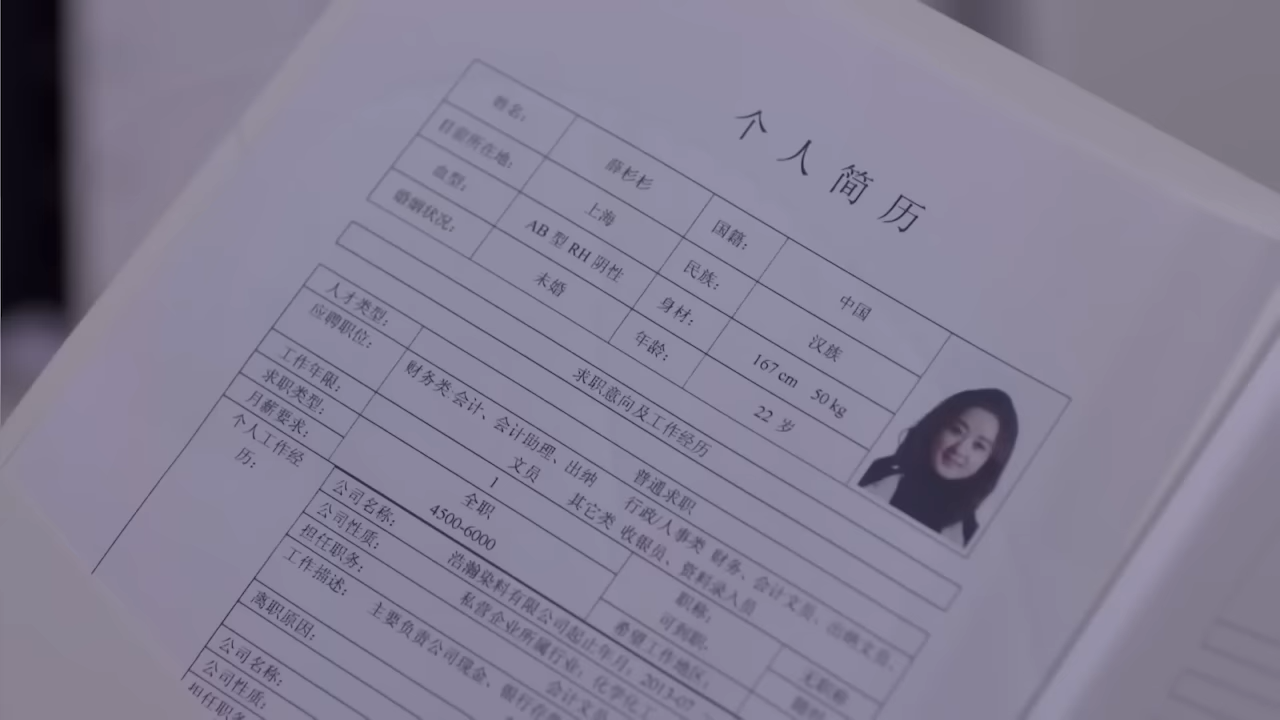 个人简历
姓名： 薛杉杉 国籍： 中国
目前所在地： 上海 民族： 汉族
血型： AB 型 RH 阴性 身材： 167 cm 50 kg
婚姻状况： 未婚 年龄： 22 岁
求职意向及工作经历
人才类型： 普通求职
应聘职位： 财务类:会计、会计助理、出纳 行政/人事类 财务、会计文员、出纳文员、
文员 其它类 收银员、资料录入员
工作年限： 1 职称： 无职称
求职类型： 全职 可到职:
月薪要求： 4500-6000 希望工作地区：
个人工作经
历：
公司名称： 浩瀚染料有限公司起止年月：2013-07
公司性质： 私营企业所属行业：化学化工
担任职务： 会计文员
工作描述： 主要负责公司现金、银行存
离职原因：
公司名称：
公司性质：
担任职务